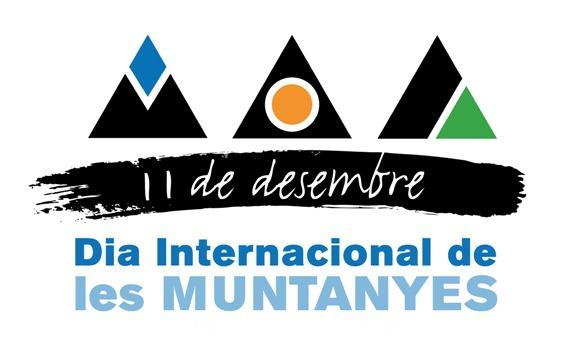 11 de desembre
Dia Internacional de
les MUNTANYES